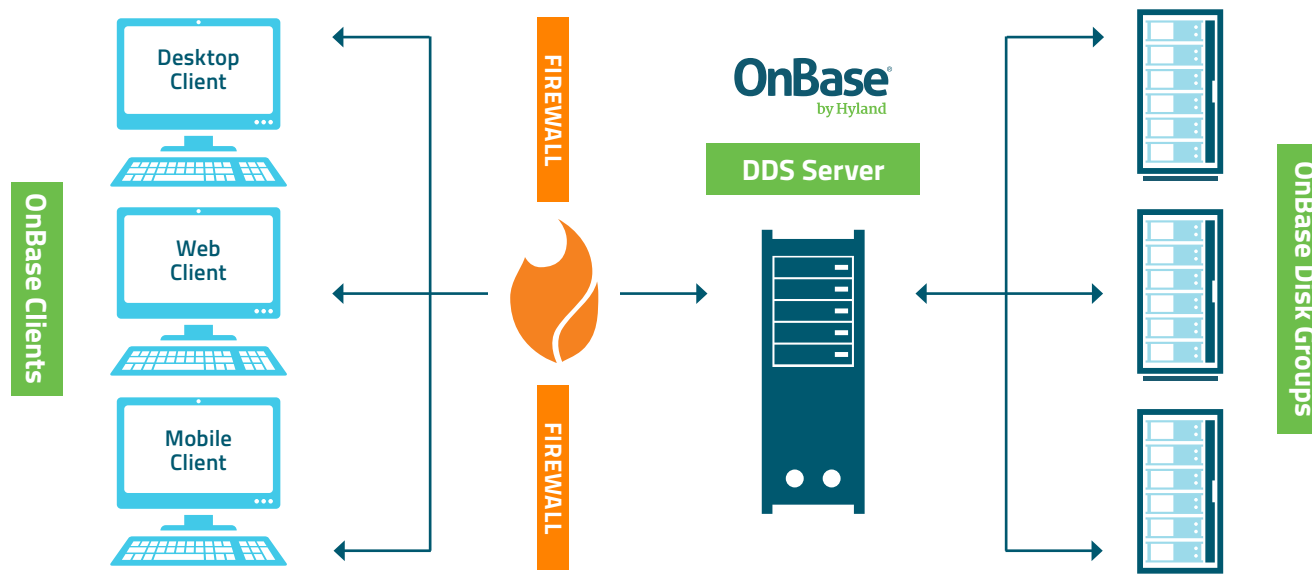 OnBase Clients
Desktop
Client
Web
Client
Mobile
Client
FIREWALL
FIREWALL
OnBase®
by Hyland
DDS Server
OnBase Disk Groups